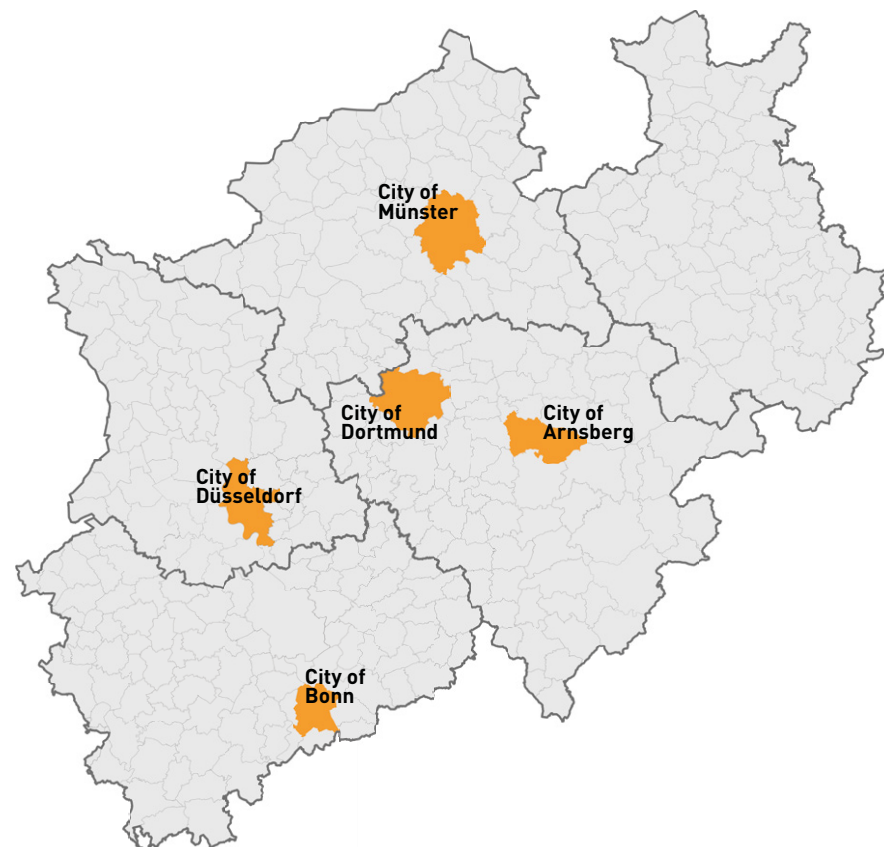 City of
Münster
City of
Dortmund
City of
Arnsberg
City of
Düsseldorf
City of
Bonn